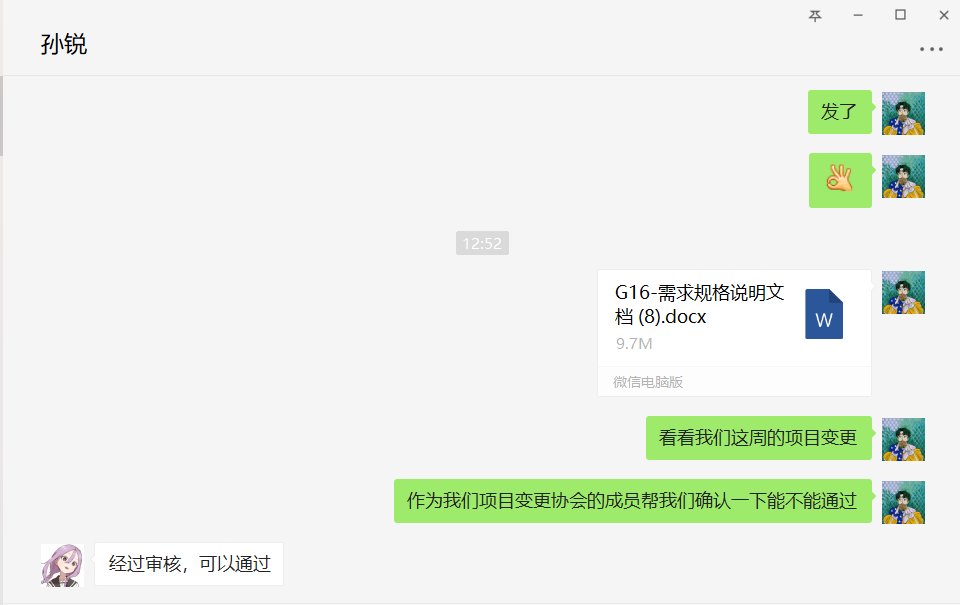 孙锐
发了
12:52
G16-需求规格说明文
档 (8).docx
W
9.7M
微信电脑版
看看我们这周的项目变更
作为我们项目变更协会的成员帮我们确认一下能不能通过
经过审核，可以通过